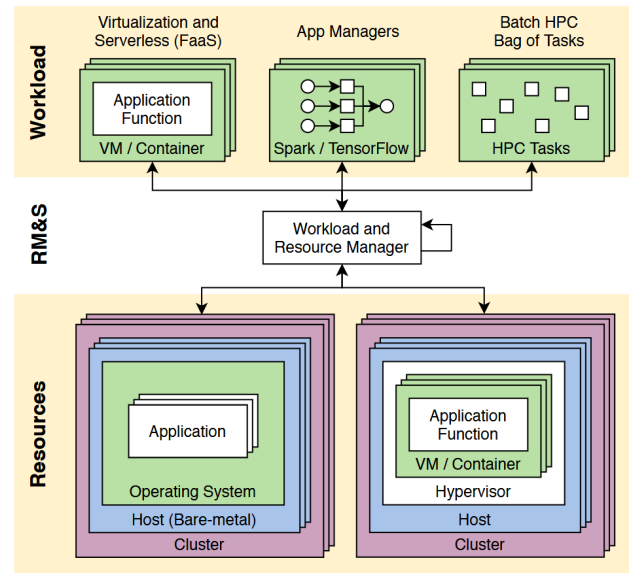 Virtualization and
Serverless (FaaS)
App Managers
Batch HPC
Bag of Tasks
Workload
Application
Function
VM / Container
Spark / TensorFlow
HPC Tasks
RM&S
Workload and
Resource Manager
Resources
Application
Operating System
Host (Bare-metal)
Cluster
Application
Function
VM / Container
Hypervisor
Host
Cluster